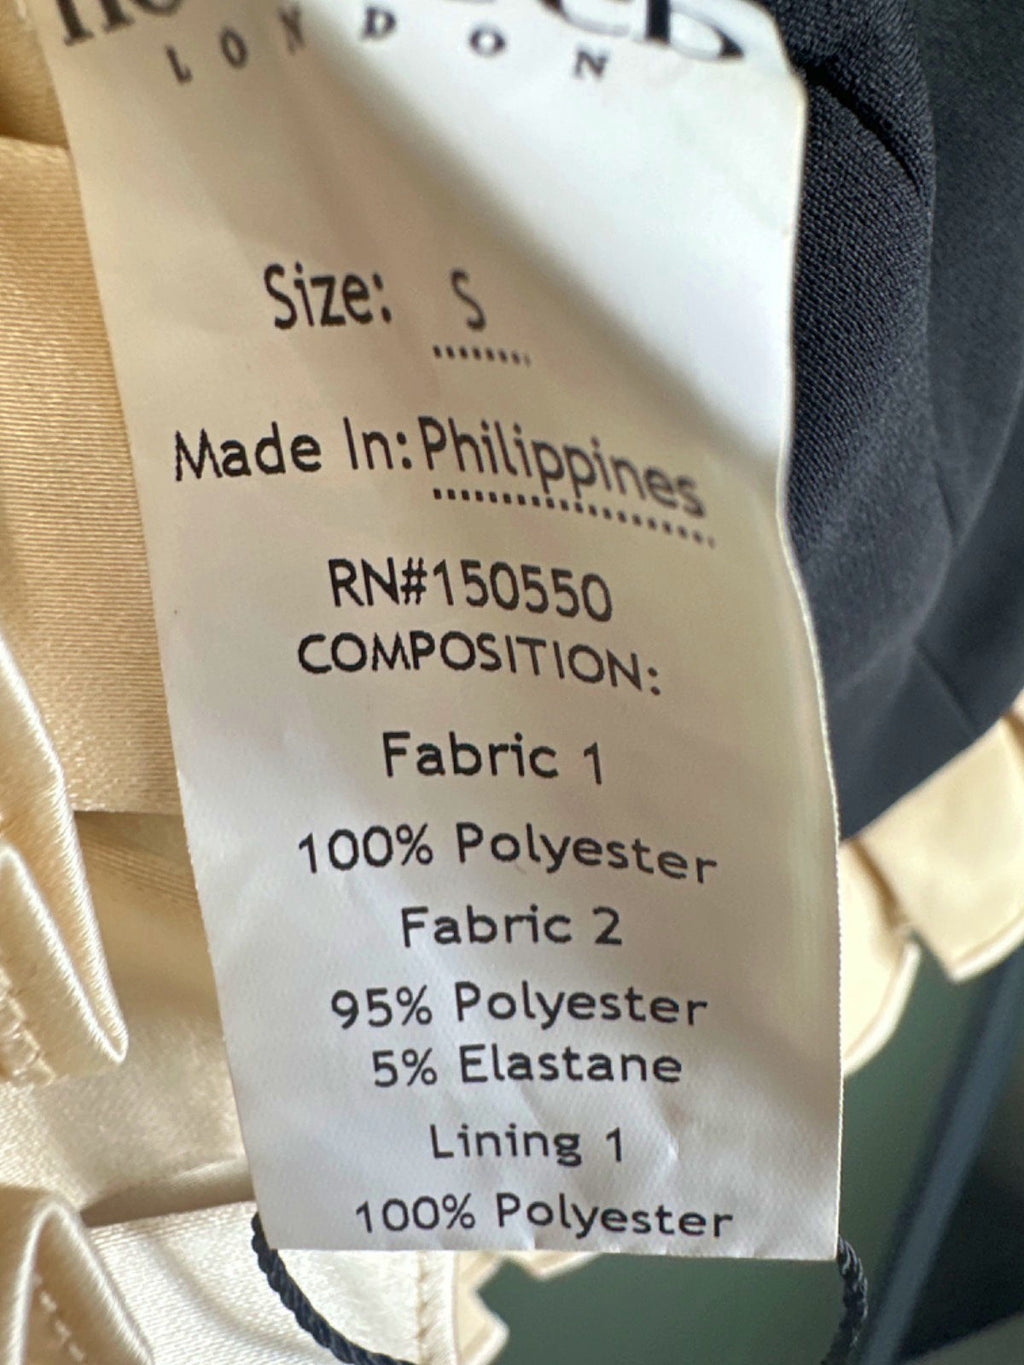 LONDON
Size: S
Made In: Philippines
RN#150550
COMPOSITION:
Fabric 1
100% Polyester
Fabric 2
95% Polyester
5% Elastane
Lining 1
100% Polyester